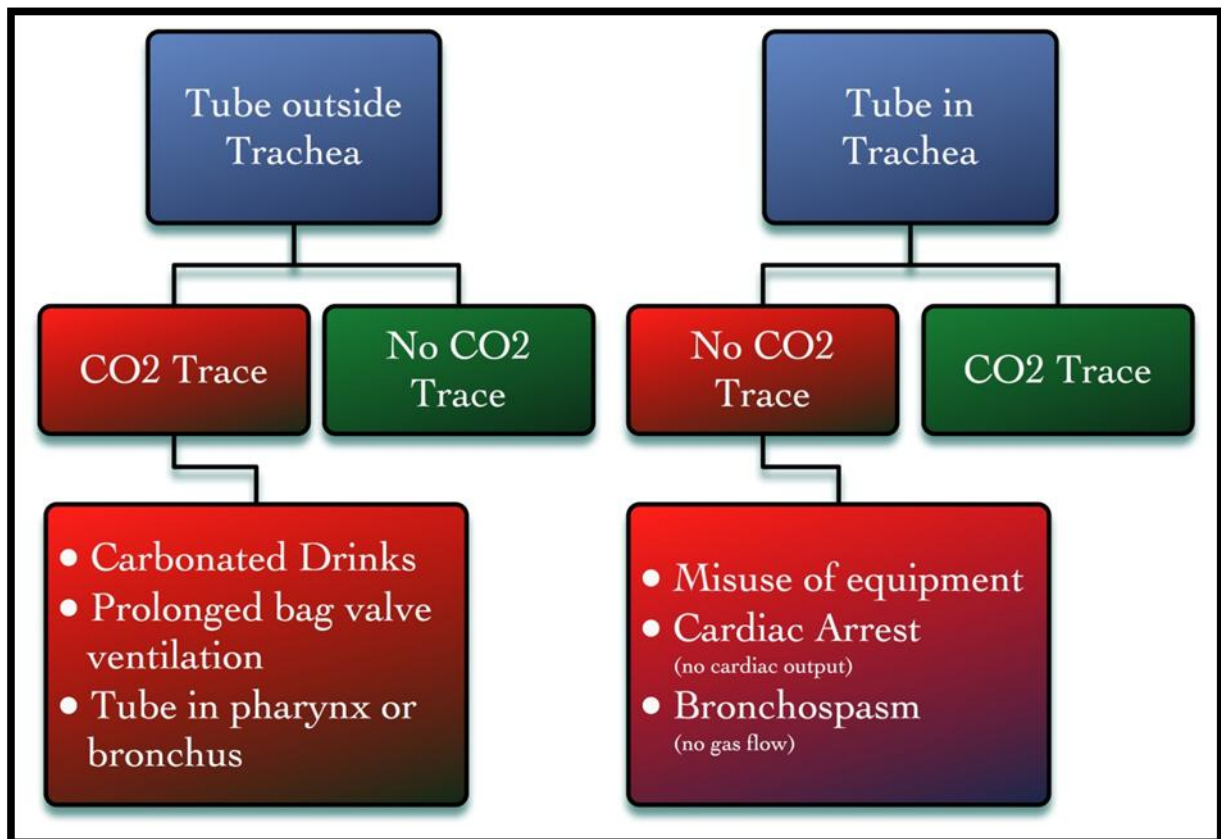 Tube outside
Trachea
Tube in
Trachea
CO2 Trace
No CO2
Trace
No CO2
Trace
CO2 Trace
• Carbonated Drinks
• Prolonged bag valve
ventilation
• Tube in pharynx or
bronchus
• Misuse of equipment
• Cardiac Arrest
(no cardiac output)
• Bronchospasm
(no gas flow)